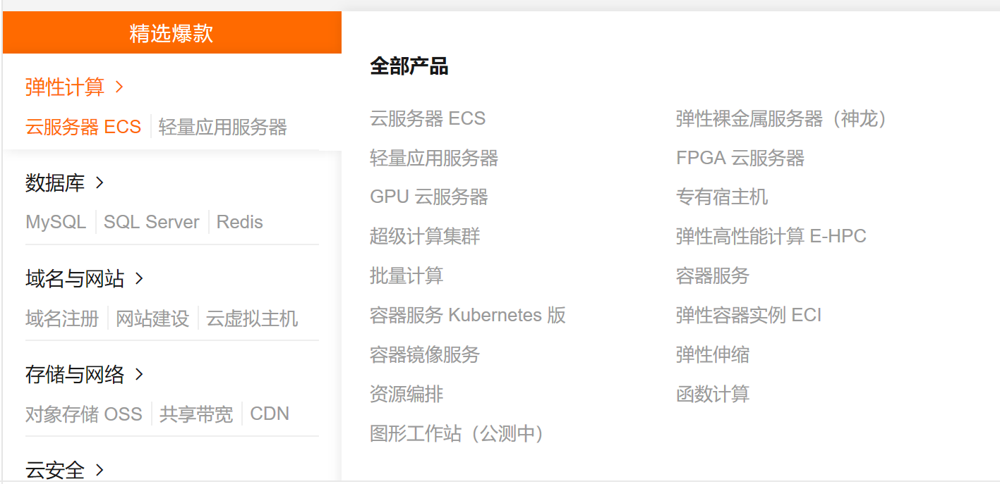 精选爆款
弹性计算 >
云服务器 ECS 轻量应用服务器
数据库 >
MySQL SQL Server Redis
域名与网站 >
域名注册 网站建设 云虚拟主机
存储与网络 >
对象存储 OSS 共享带宽 CDN
云安全 >
全部产品
云服务器 ECS
轻量应用服务器
GPU 云服务器
超级计算集群
批量计算
容器服务 Kubernetes 版
容器镜像服务
资源编排
图形工作站（公测中）
弹性裸金属服务器（神龙）
FPGA 云服务器
专有宿主机
弹性高性能计算 E-HPC
容器服务
弹性容器实例 ECI
弹性伸缩
函数计算